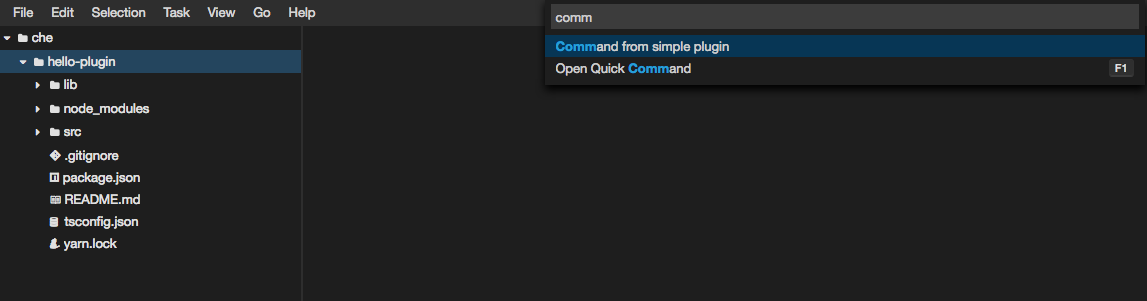 File Edit Selection Task View Go Help
comm
Command from simple plugin
Open Quick Command F1
che
hello-plugin
lib
node_modules
src
.gitignore
package.json
README.md
tsconfig.json
yarn.lock